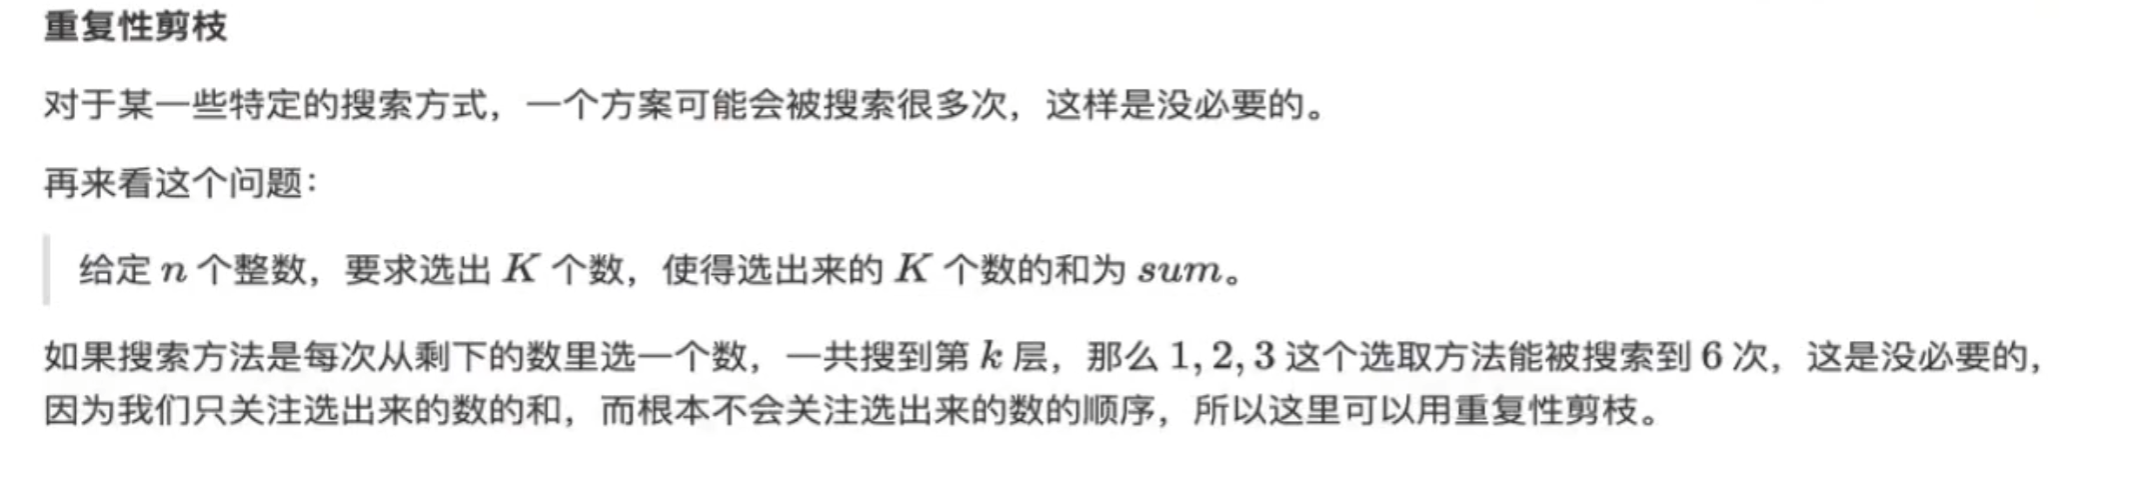 重复性剪枝
对于某一些特定的搜索方式，一个方案可能会被搜索很多次，这样是没必要的。
再来看这个问题：
给定 n 个整数，要求选出 K 个数，使得选出来的 K 个数的和为 sum。
如果搜索方法是每次从剩下的数里选一个数，一共搜到第 k 层，那么 1, 2, 3 这个选取方法能被搜索到 6 次，这是没必要的，
因为我们只关注选出来的数的和，而根本不会关注选出来的数的顺序，所以这里可以用重复性剪枝。